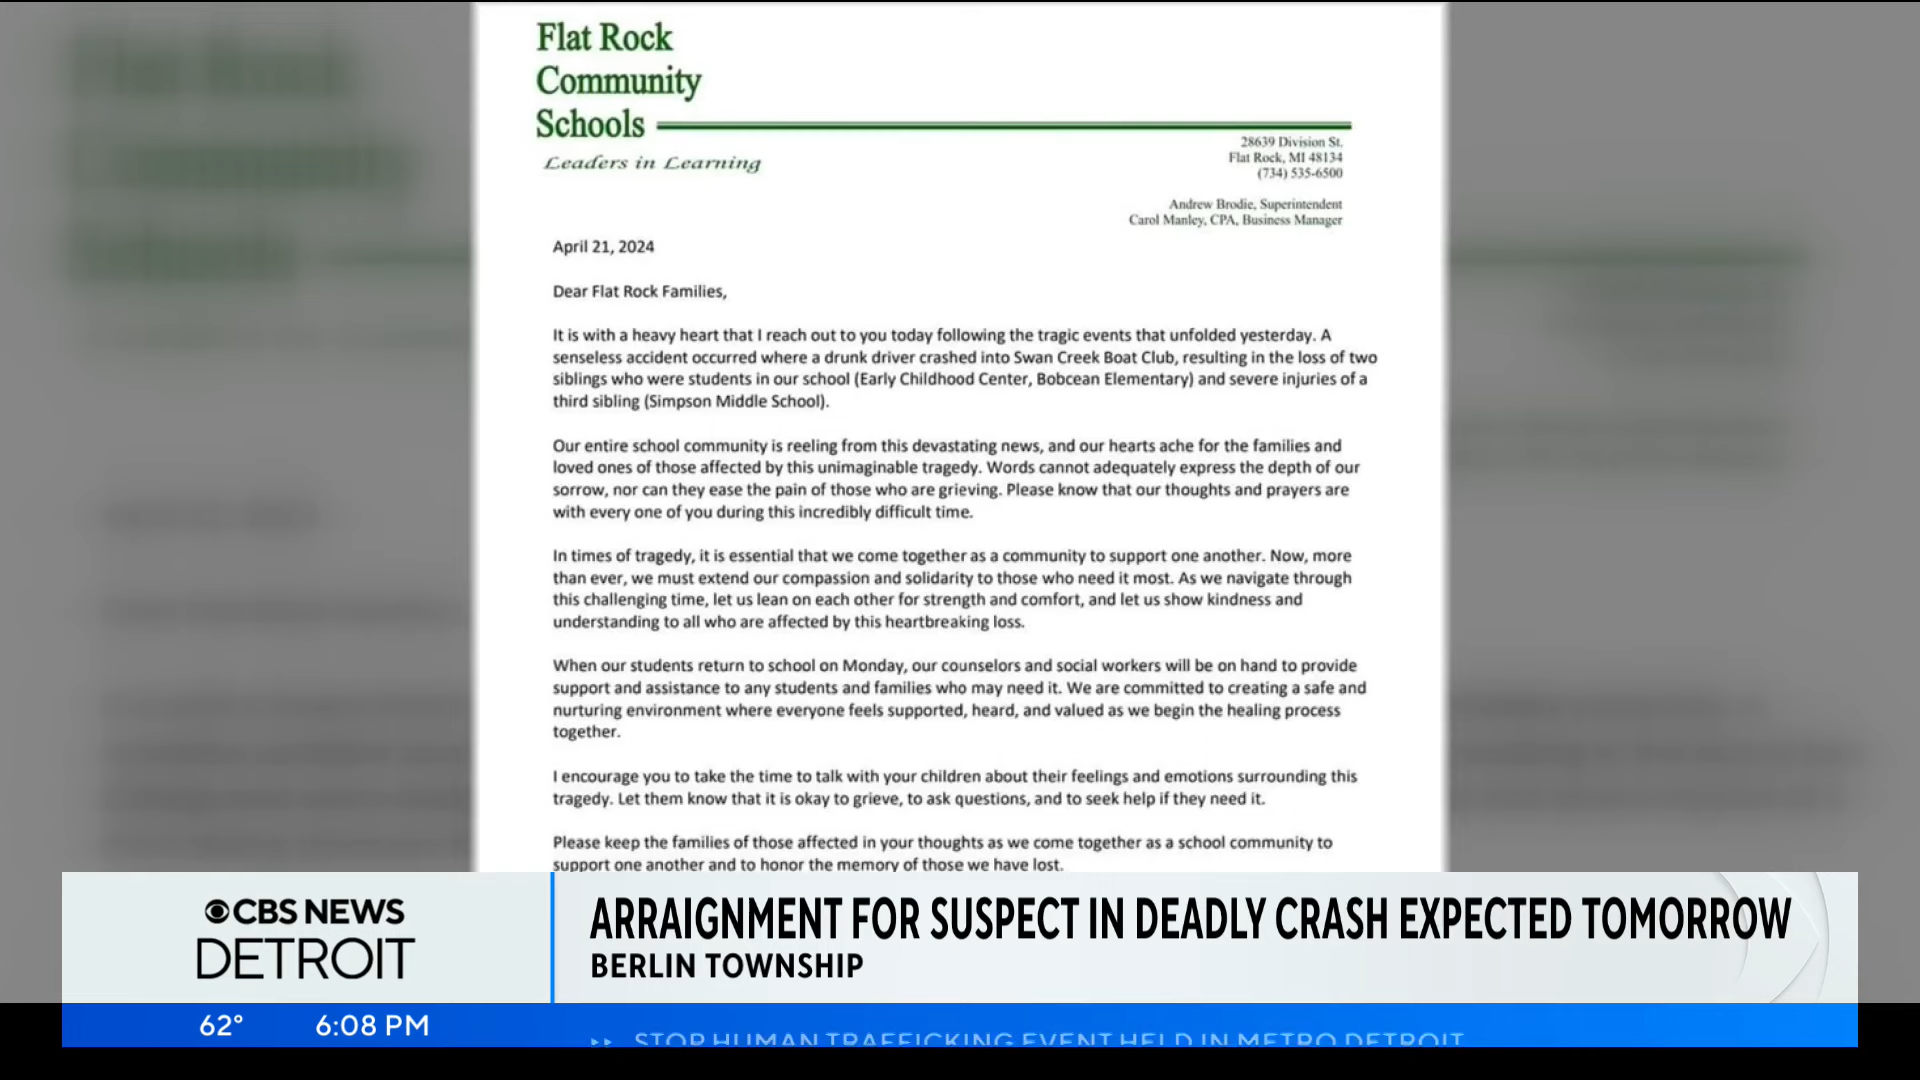 Flat Rock
Community
Schools
Leaders in Learning
28639 Division St.
Flat Rock, MI 48134
(734) 535-6500
Andrew Brodie, Superintendent
Carol Manley, CPA, Business Manager
April 21, 2024
Dear Flat Rock Families,
It is with a heavy heart that I reach out to you today following the tragic events that unfolded yesterday. A
senseless accident occurred where a drunk driver crashed into Swan Creek Boat Club, resulting in the loss of two
siblings who were students in our school (Early Childhood Center, Bobcean Elementary) and severe injuries of a
third sibling (Simpson Middle School).
Our entire school community is reeling from this devastating news, and our hearts ache for the families and
loved ones of those affected by this unimaginable tragedy. Words cannot adequately express the depth of our
sorrow, nor can they ease the pain of those who are grieving. Please know that our thoughts and prayers are
with every one of you during this incredibly difficult time.
In times of tragedy, it is essential that we come together as a community to support one another. Now, more
than ever, we must extend our compassion and solidarity to those who need it most. As we navigate through
this challenging time, let us lean on each other for strength and comfort, and let us show kindness and
understanding to all who are affected by this heartbreaking loss.
When our students return to school on Monday, our counselors and social workers will be on hand to provide
support and assistance to any students and families who may need it. We are committed to creating a safe and
nurturing environment where everyone feels supported, heard, and valued as we begin the healing process
together.
I encourage you to take the time to talk with your children about their feelings and emotions surrounding this
tragedy. Let them know that it is okay to grieve, to ask questions, and to seek help if they need it.
Please keep the families of those affected in your thoughts as we come together as a school community to
support one another and to honor the memory of those we have lost.
CBS NEWS
DETROIT
ARRAIGNMENT FOR SUSPECT IN DEADLY CRASH EXPECTED TOMORROW
BERLIN TOWNSHIP
62° 6:08 PM
STOP HUMAN TRAFFICKING EVENT HELD IN METRO DETROIT